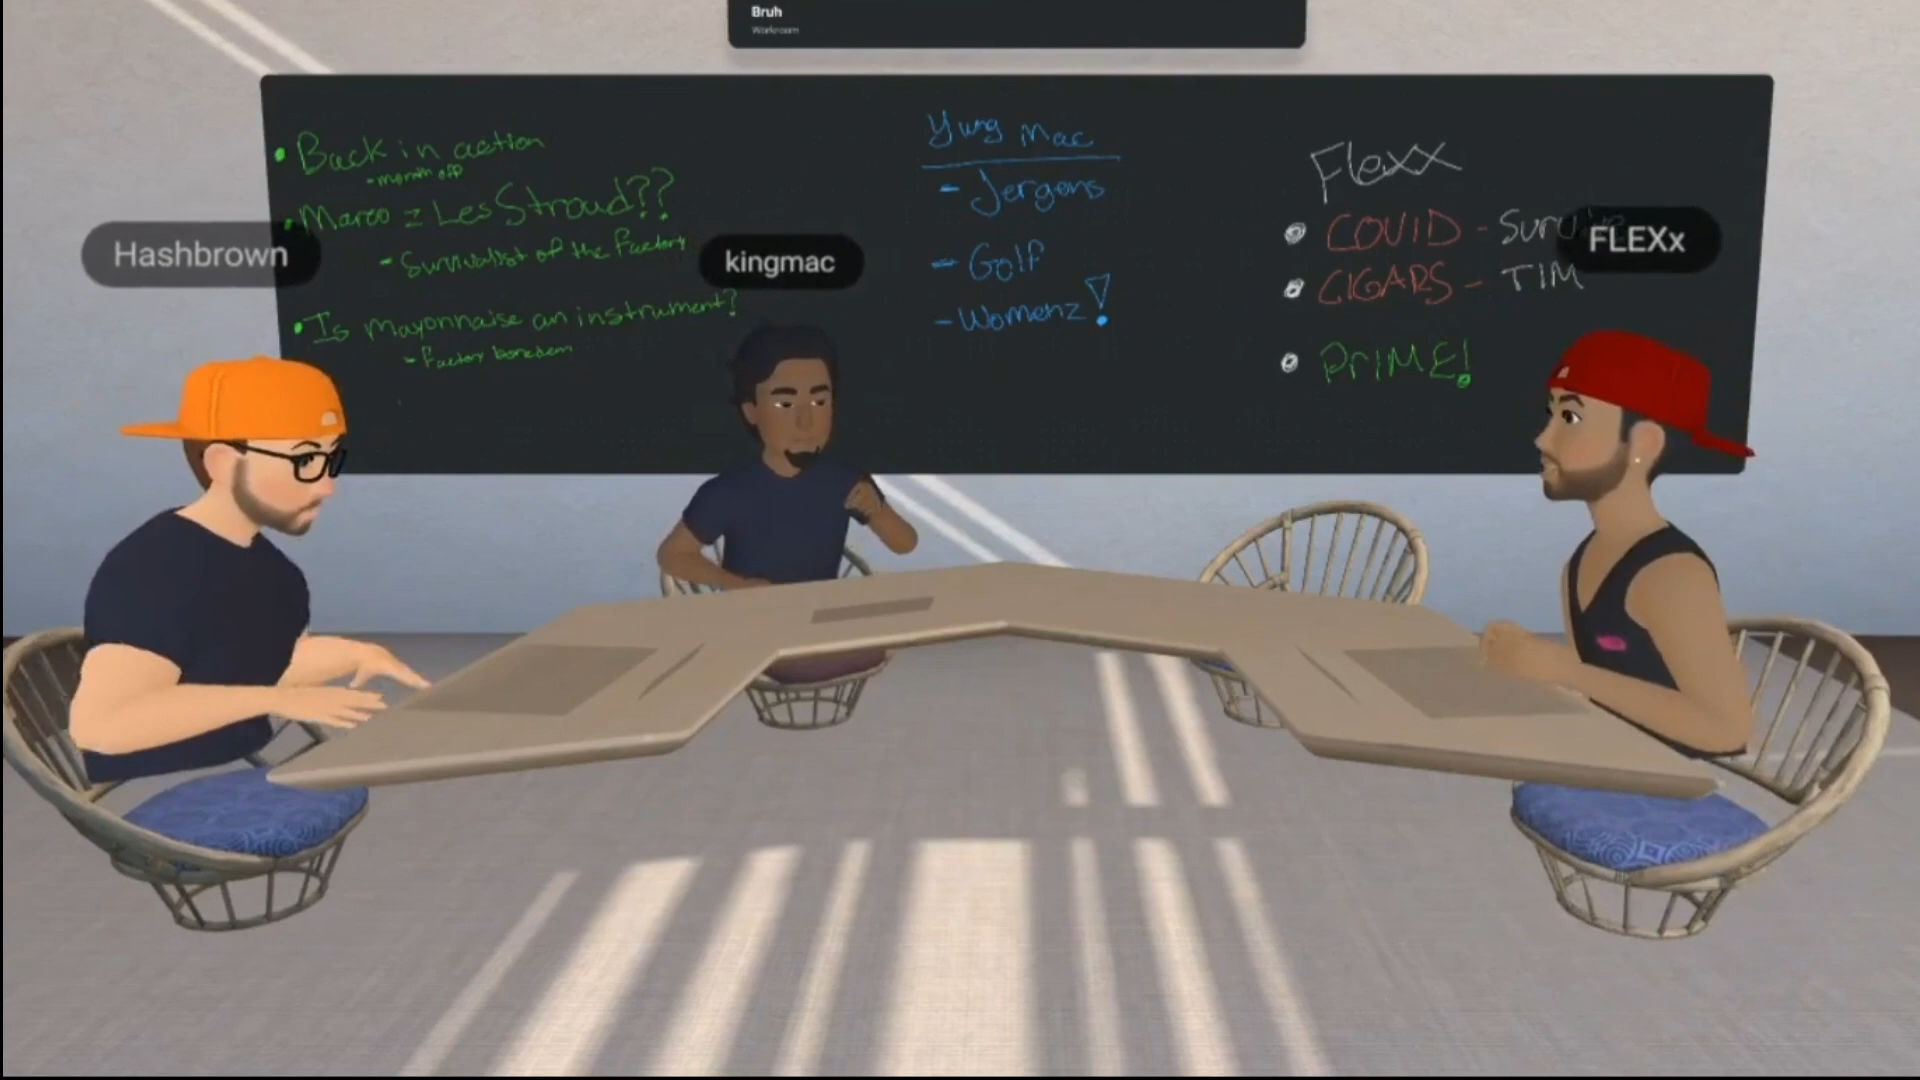 Bruh
Workroom
• Back in action
- month off
• Marco z Les Stroud??
- Survivalist of the Factory
• Is mayonnaise an instrument?
- Factory boredom
Yung Mac
- Jergens
- Golf
- Womenz!
Flexx
• COVID -
• CIGARS - TIM
• PrIME!
Hashbrown
kingmac
FLEXx